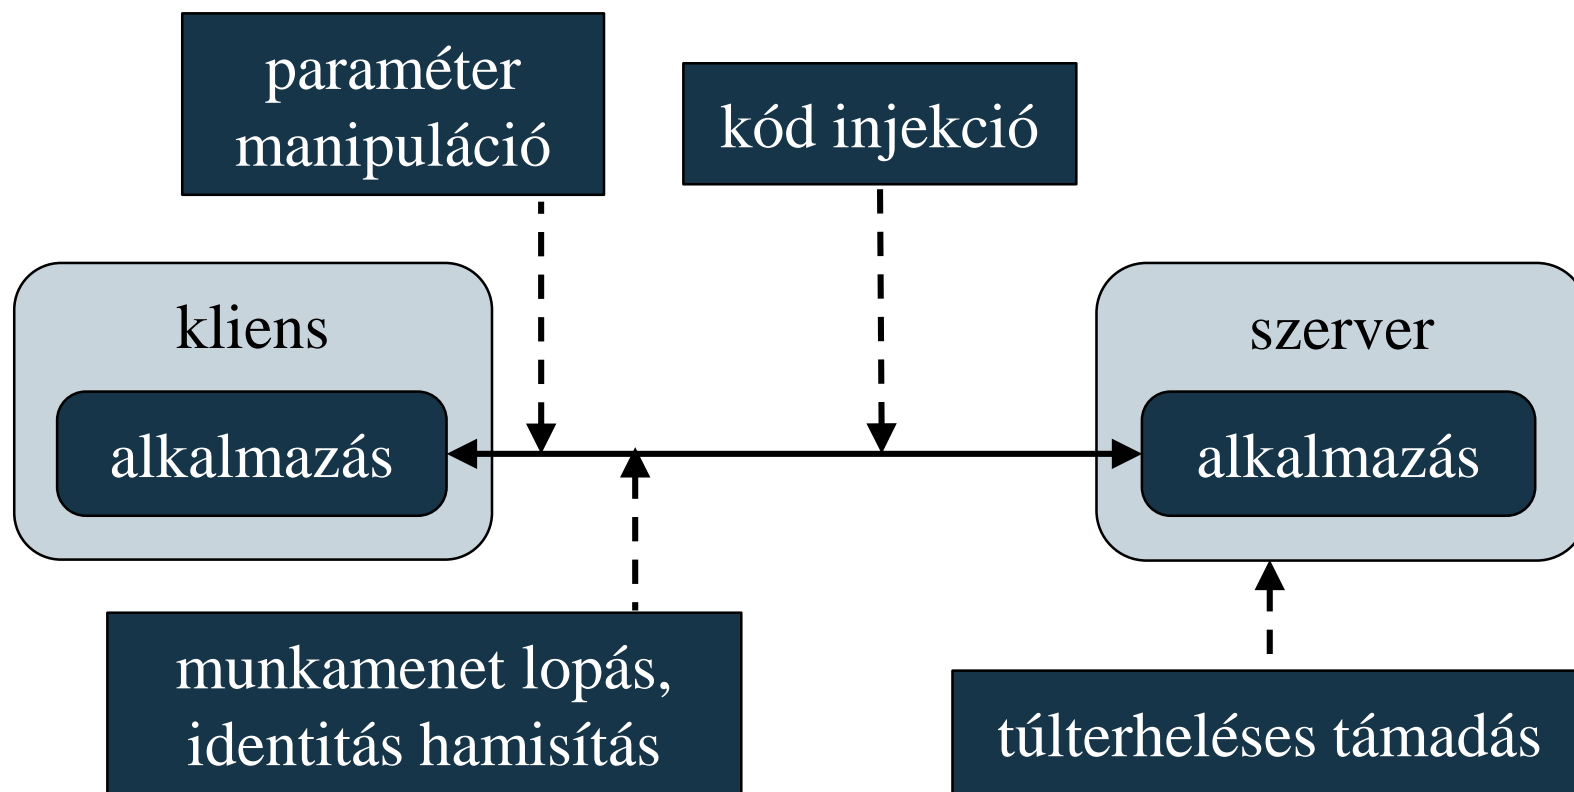 paraméter
manipuláció
kód injekció
kliens
szerver
alkalmazás
alkalmazás
munkamenet lopás,
identitás hamisítás
túlterheléses támadás